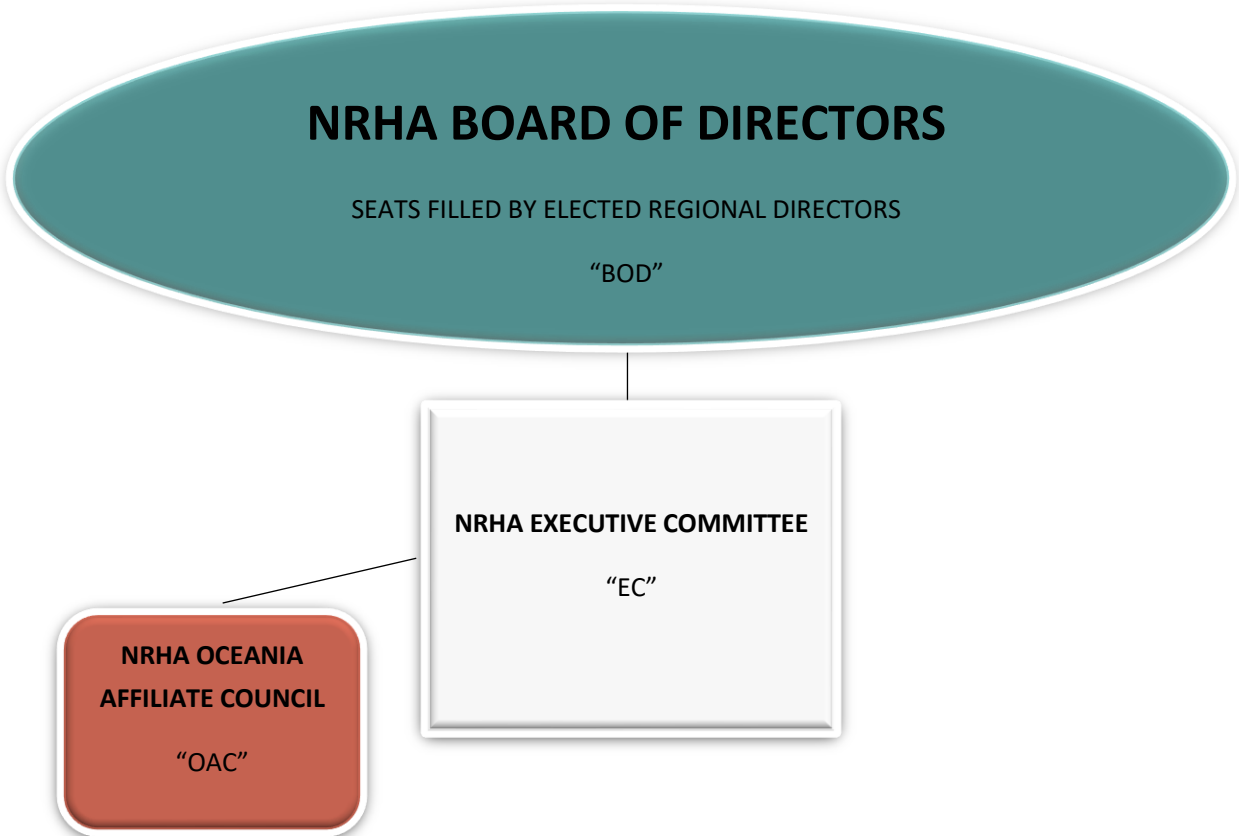 NRHA BOARD OF DIRECTORS
SEATS FILLED BY ELECTED REGIONAL DIRECTORS
“BOD”
NRHA EXECUTIVE COMMITTEE
“EC”
NRHA OCEANIA
AFFILIATE COUNCIL
“OAC”